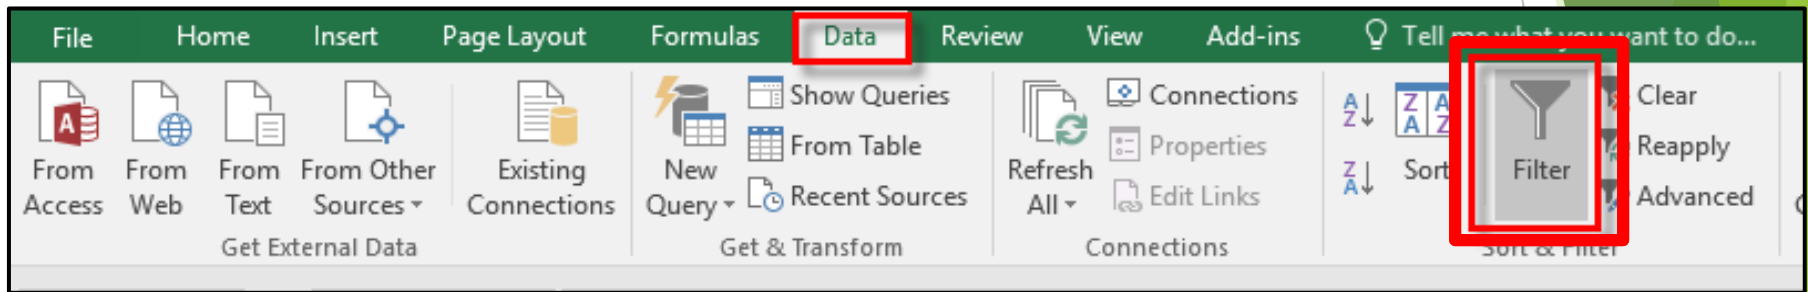 File Home Insert Page Layout Formulas Data Review View Add-ins Tell me what you want to do...
From Access
From Web
From Text
From Other Sources
Existing Connections
Get External Data
New Query
Show Queries
From Table
Recent Sources
Get & Transform
Refresh All
Connections
Properties
Edit Links
Connections
Sort
Filter
Clear
Reapply
Advanced
Sort & Filter